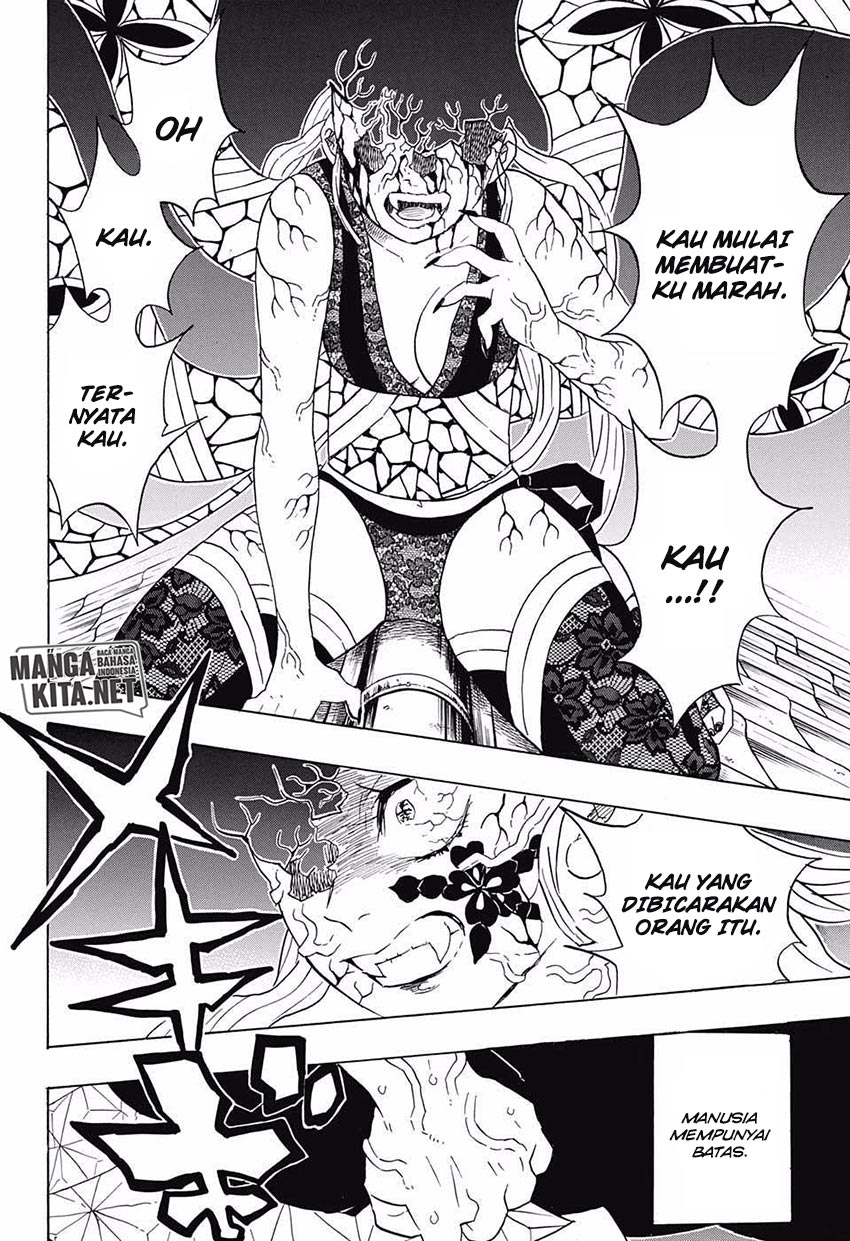 KAU MULAI
MEMBUAT-
KU MARAH.
KAU
...!!
OH
KAU.
TER-
NYATA
KAU.
MANGA
KITA.NET
BACA MANGA
BAHASA
INDONESIA
KAU YANG
DIBICARAKAN
ORANG ITU.
MANUSIA
MEMPUNYAI
BATAS.